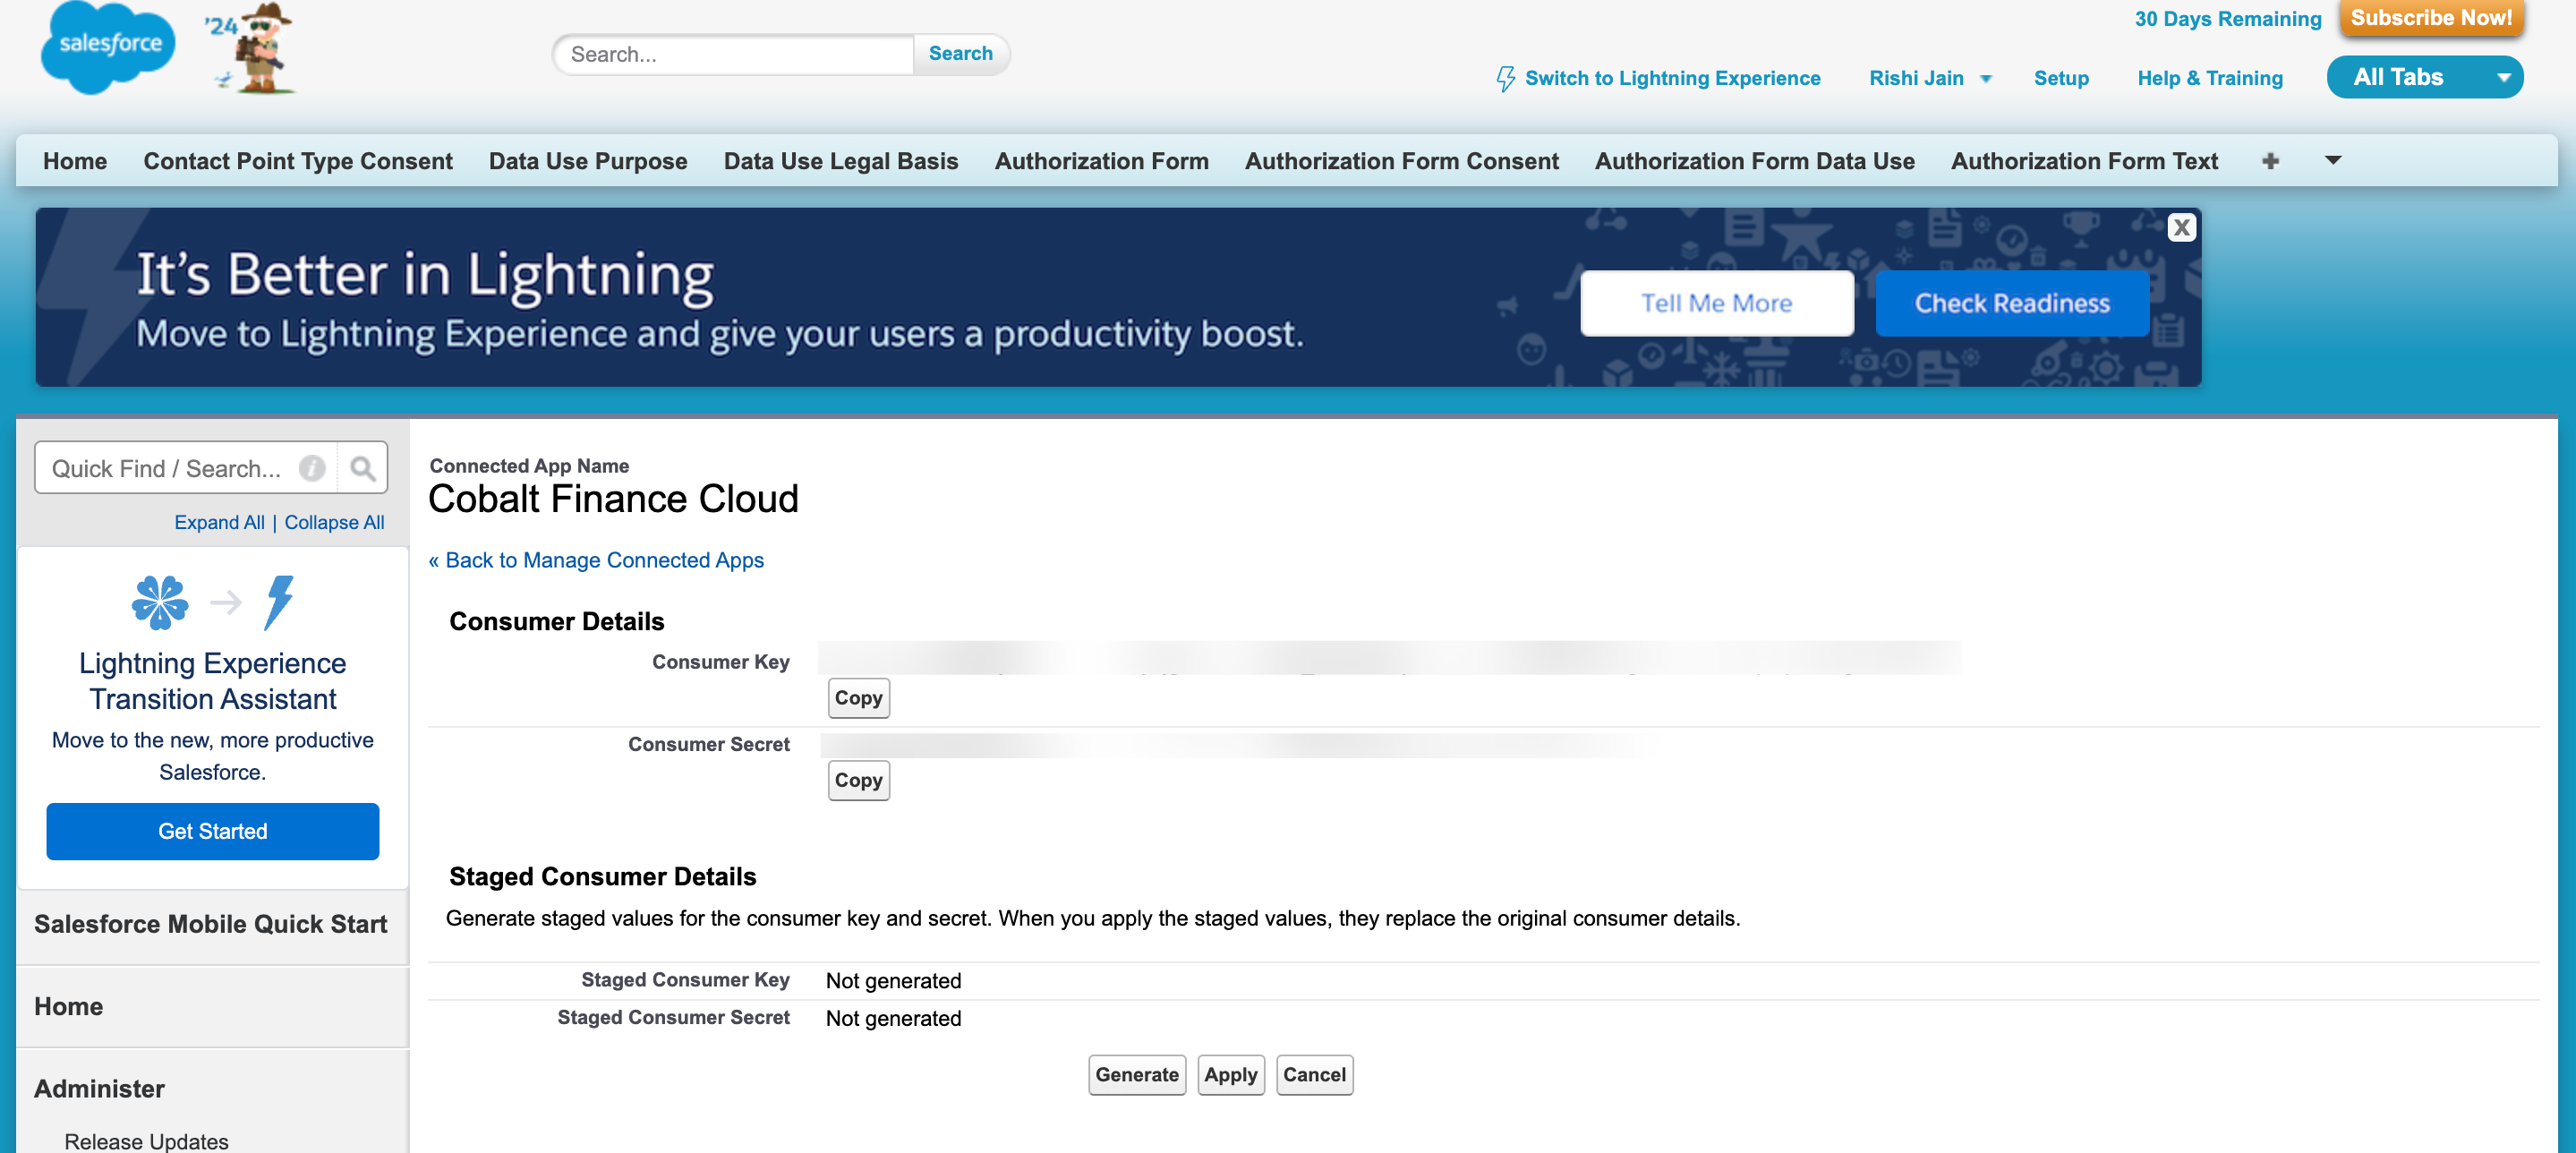 salesforce
'24
Search...
Search
30 Days Remaining
Subscribe Now!
Switch to Lightning Experience
Rishi Jain
Setup
Help & Training
All Tabs
Home
Contact Point Type Consent
Data Use Purpose
Data Use Legal Basis
Authorization Form
Authorization Form Consent
Authorization Form Data Use
Authorization Form Text
It's Better in Lightning
Move to Lightning Experience and give your users a productivity boost.
Tell Me More
Check Readiness
X
Quick Find / Search...
Expand All | Collapse All
Lightning Experience
Transition Assistant
Move to the new, more productive
Salesforce.
Get Started
Salesforce Mobile Quick Start
Home
Administer
Release Updates
Connected App Name
Cobalt Finance Cloud
« Back to Manage Connected Apps
Consumer Details
Consumer Key
Copy
Consumer Secret
Copy
Staged Consumer Details
Generate staged values for the consumer key and secret. When you apply the staged values, they replace the original consumer details.
Staged Consumer Key Not generated
Staged Consumer Secret Not generated
Generate
Apply
Cancel